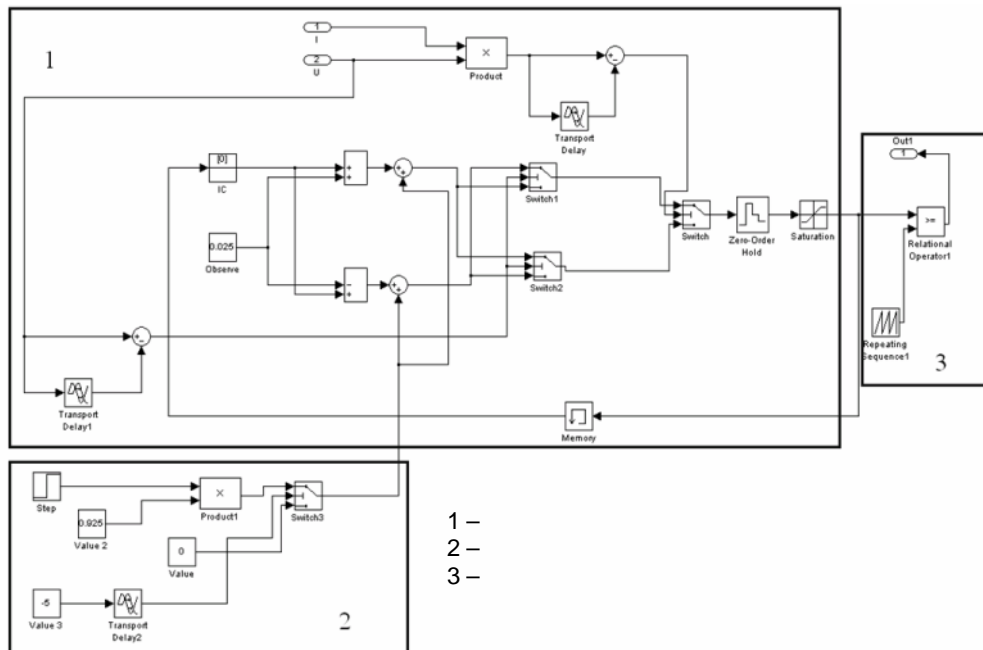 1
1
I
2
U
×
Product
Transport
Delay
[0]
IC
0.025
Observe
Switch1
Switch2
Switch
Zero-Order
Hold
Saturation
Out1
1
>=
Relational
Operator1
Repeating
Sequence1
3
Transport
Delay1
Memory
Step
0.925
Value 2
×
Product1
Switch3
0
Value
-5
Value 3
Transport
Delay2
2
1 –
2 –
3 –